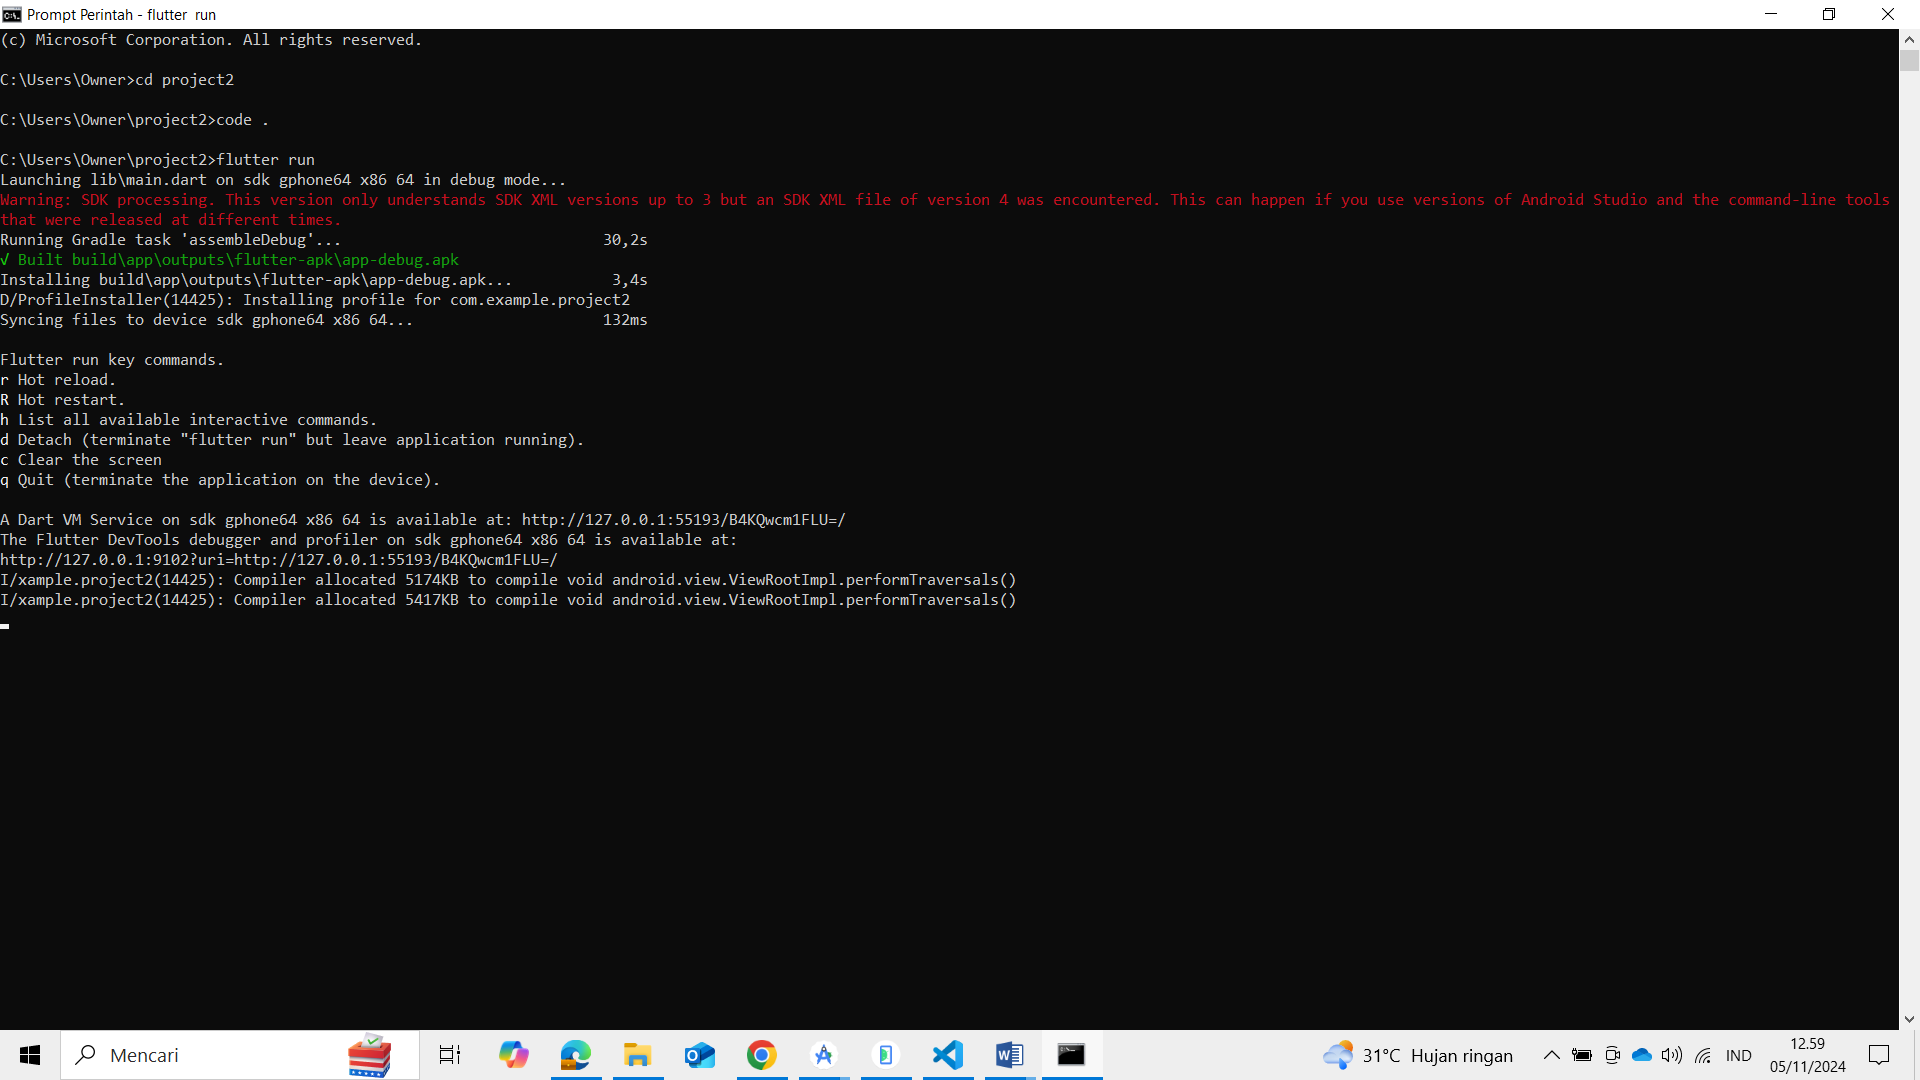 Prompt Perintah - flutter  run
(c) Microsoft Corporation. All rights reserved.
C:\Users\Owner>cd project2
C:\Users\Owner\project2>code .
C:\Users\Owner\project2>flutter run
Launching lib\main.dart on sdk gphone64 x86 64 in debug mode...
Warning: SDK processing. This version only understands SDK XML versions up to 3 but an SDK XML file of version 4 was encountered. This can happen if you use versions of Android Studio and the command-line tools
that were released at different times.
Running Gradle task 'assembleDebug'...                             30,2s
√ Built build\app\outputs\flutter-apk\app-debug.apk
Installing build\app\outputs\flutter-apk\app-debug.apk...           3,4s
D/ProfileInstaller(14425): Installing profile for com.example.project2
Syncing files to device sdk gphone64 x86 64...                     132ms
Flutter run key commands.
r Hot reload.
R Hot restart.
h List all available interactive commands.
d Detach (terminate "flutter run" but leave application running).
c Clear the screen
q Quit (terminate the application on the device).
A Dart VM Service on sdk gphone64 x86 64 is available at: http://127.0.0.1:55193/B4KQwcm1FLU=/
The Flutter DevTools debugger and profiler on sdk gphone64 x86 64 is available at:
http://127.0.0.1:9102?uri=http://127.0.0.1:55193/B4KQwcm1FLU=/
I/xample.project2(14425): Compiler allocated 5174KB to compile void android.view.ViewRootImpl.performTraversals()
I/xample.project2(14425): Compiler allocated 5417KB to compile void android.view.ViewRootImpl.performTraversals()
Mencari
31°C  Hujan ringan
IND
12.59
05/11/2024